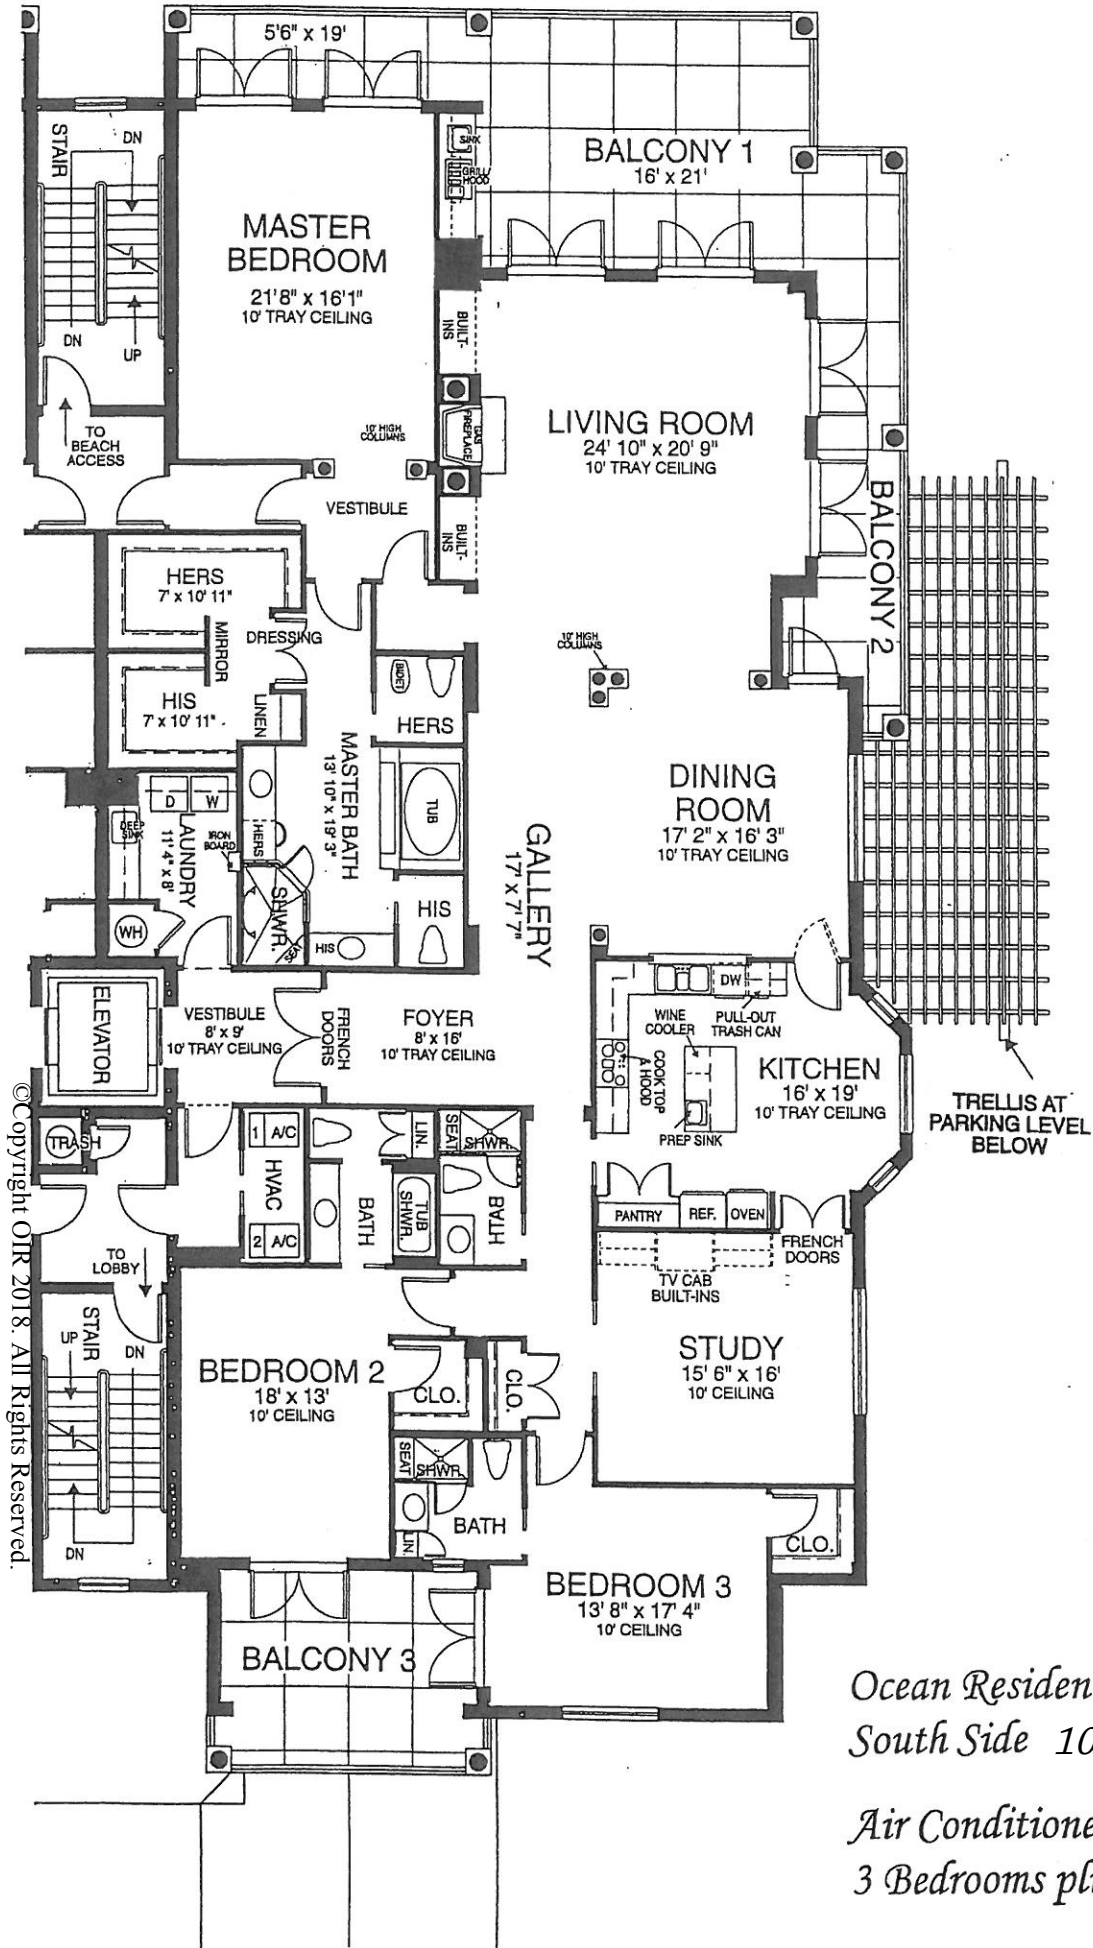 5'6" x 19'
STAIR
DN
DN
UP
TO
BEACH
ACCESS
MASTER
BEDROOM
21'8" x 16'1"
10' TRAY CEILING
10' HIGH
COLUMNS
SINK
GRILL/
HOOD
BALCONY 1
16' x 21'
BUILT-
INS
GAS
FIREPLACE
BUILT-
INS
LIVING ROOM
24' 10" x 20' 9"
10' TRAY CEILING
BALCONY 2
VESTIBULE
HERS
7' x 10' 11"
MIRROR
DRESSING
HIS
7' x 10' 11"
LINEN
BIDET
HERS
10' HIGH
COLUMNS
MASTER BATH
13' 10" x 19' 3"
TUB
HERS
SHWR.
SEAT
HIS
HIS
D
W
DEEP
SINK
LAUNDRY
11' 4" x 8'
IRON
BOARD
WH
GALLERY
17' x 7' 7"
DINING
ROOM
17' 2" x 16' 3"
10' TRAY CEILING
ELEVATOR
VESTIBULE
8' x 9'
10' TRAY CEILING
FRENCH
DOORS
FOYER
8' x 16'
10' TRAY CEILING
DW
WINE
COOLER
PULL-OUT
TRASH CAN
COOK TOP
& HOOD
KITCHEN
16' x 19'
10' TRAY CEILING
PREP SINK
PANTRY
REF.
OVEN
FRENCH
DOORS
TRELLIS AT
PARKING LEVEL
BELOW
TRASH
1 A/C
HVAC
2 A/C
LIN.
BATH
TUB
SHWR.
SEAT
SHWR.
BATH
TO
LOBBY
STAIR
UP
DN
DN
TV CAB
BUILT-INS
STUDY
15' 6" x 16'
10' CEILING
BEDROOM 2
18' x 13'
10' CEILING
CLO.
CLO.
SEAT
SHWR.
BATH
LIN.
CLO.
BEDROOM 3
13' 8" x 17' 4"
10' CEILING
BALCONY 3
©Copyright OIR 2018. All Rights Reserved.
Ocean Residen
South Side 10
Air Conditione
3 Bedrooms pl